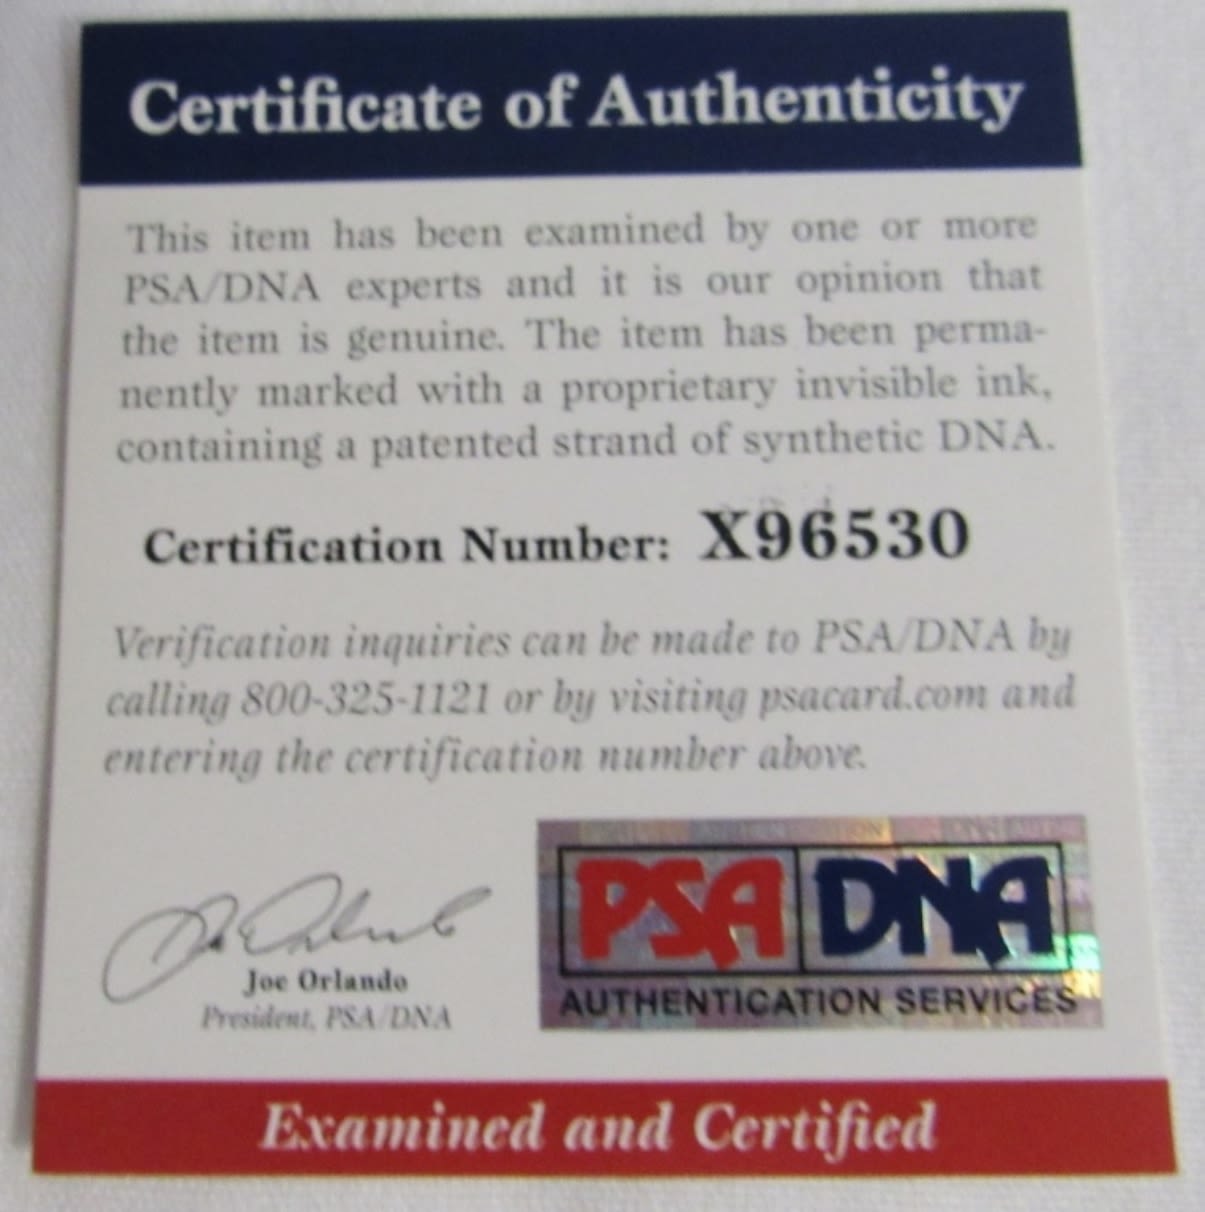 Certificate of Authenticity
This item has been examined by one or more
PSA/DNA experts and it is our opinion that
the item is genuine. The item has been perma-
nently marked with a proprietary invisible ink,
containing a patented strand of synthetic DNA.
Certification Number: X96530
Verification inquiries can be made to PSA/DNA by
calling 800-325-1121 or by visiting psacard.com and
entering the certification number above.
Joe Orlando
President, PSA/DNA
PSA DNA
AUTHENTICATION SERVICES
Examined and Certified